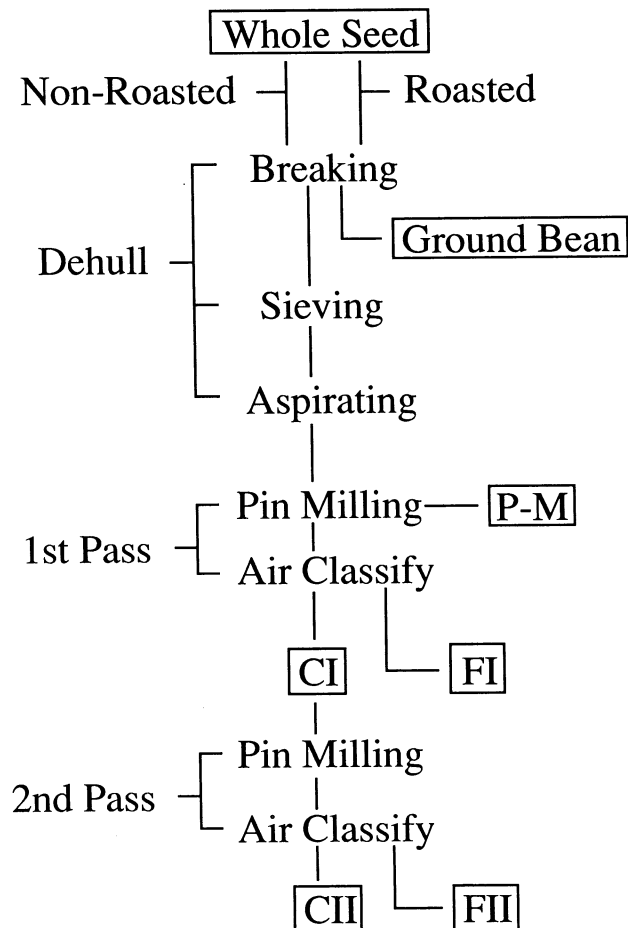 Whole Seed
Non-Roasted
Roasted
Breaking
Ground Bean
Dehull
Sieving
Aspirating
Pin Milling
P-M
1st Pass
Air Classify
CI
FI
Pin Milling
2nd Pass
Air Classify
CII
FII